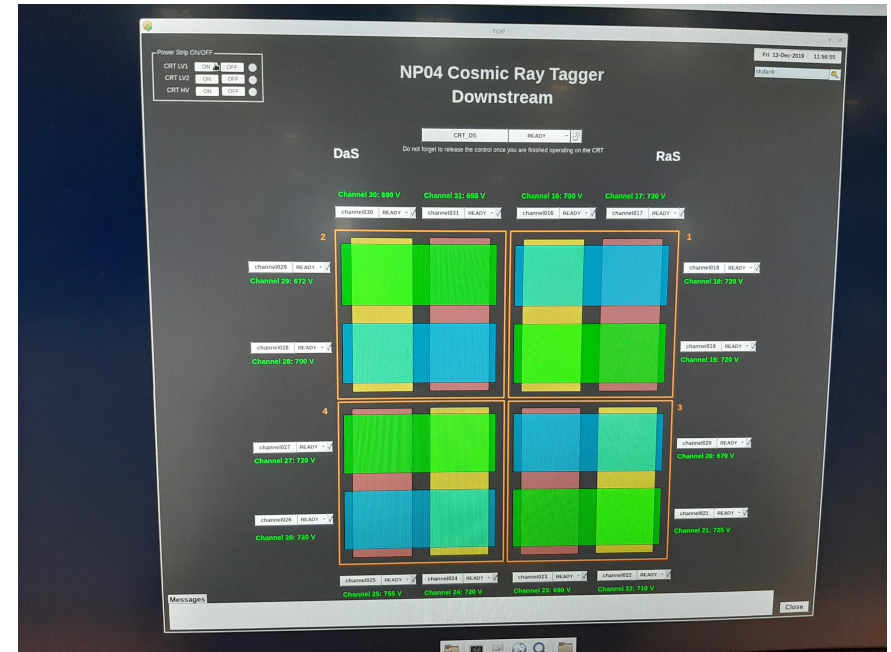 TOP
Power Strip ON/OFF
CRT LV1 ON OFF
CRT LV2 ON OFF
CRT HV ON OFF
Fri 13-Dec-2019 11:56:55
NP04 Cosmic Ray Tagger
Downstream
CRT_DS READY
Do not forget to release the control once you are finished operating on the CRT
DaS RaS
Channel 30: 690 V Channel 31: 695 V Channel 16: 700 V Channel 17: 730 V
channel030 READY channel031 READY channel016 READY channel017 READY
2 1
channel029 READY channel018 READY
Channel 29: 672 V Channel 18: 720 V
channel028 READY channel019 READY
Channel 28: 700 V Channel 19: 720 V
4 3
channel027 READY channel020 READY
Channel 27: 720 V Channel 20: 670 V
channel026 READY channel021 READY
Channel 26: 720 V Channel 21: 725 V
channel025 READY channel024 READY channel023 READY channel022 READY
Channel 25: 755 V Channel 24: 720 V Channel 23: 690 V Channel 22: 710 V
Messages
Close